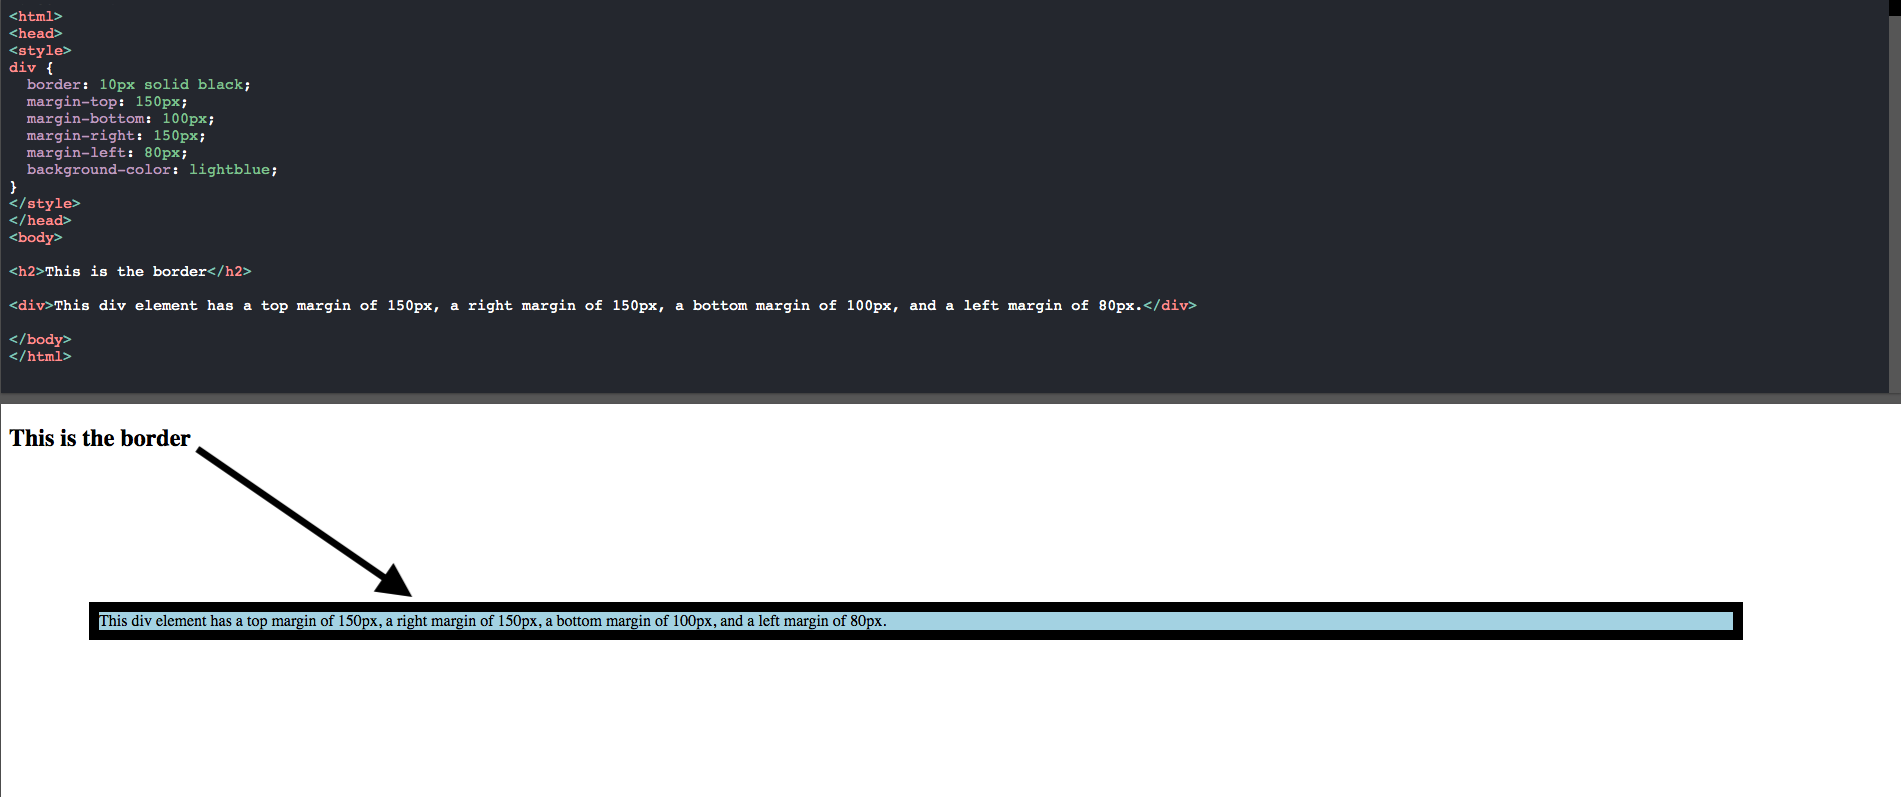 <html>
<head>
<style>
div {
  border: 10px solid black;
  margin-top: 150px;
  margin-bottom: 100px;
  margin-right: 150px;
  margin-left: 80px;
  background-color: lightblue;
}
</style>
</head>
<body>
<h2>This is the border</h2>
<div>This div element has a top margin of 150px, a right margin of 150px, a bottom margin of 100px, and a left margin of 80px.</div>
</body>
</html>
This is the border
This div element has a top margin of 150px, a right margin of 150px, a bottom margin of 100px, and a left margin of 80px.